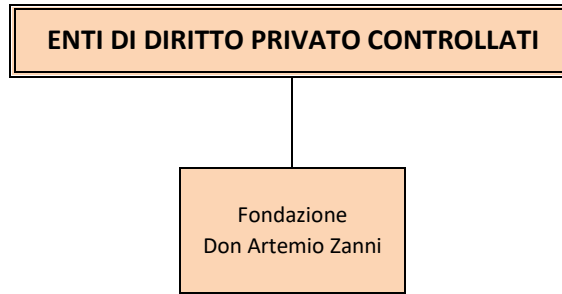 ENTI DI DIRITTO PRIVATO CONTROLLATI
Fondazione
Don Artemio Zanni